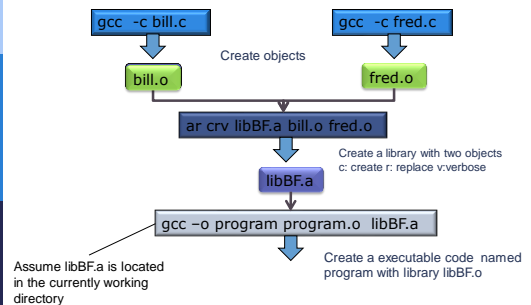 gcc -c bill.c
gcc -c fred.c
Create objects
bill.o
fred.o
ar crv libBF.a bill.o fred.o
Create a library with two objects
c: create r: replace v:verbose
libBF.a
gcc –o program program.o libBF.a
Assume libBF.a is located
in the currently working
directory
Create a executable code named
program with library libBF.o